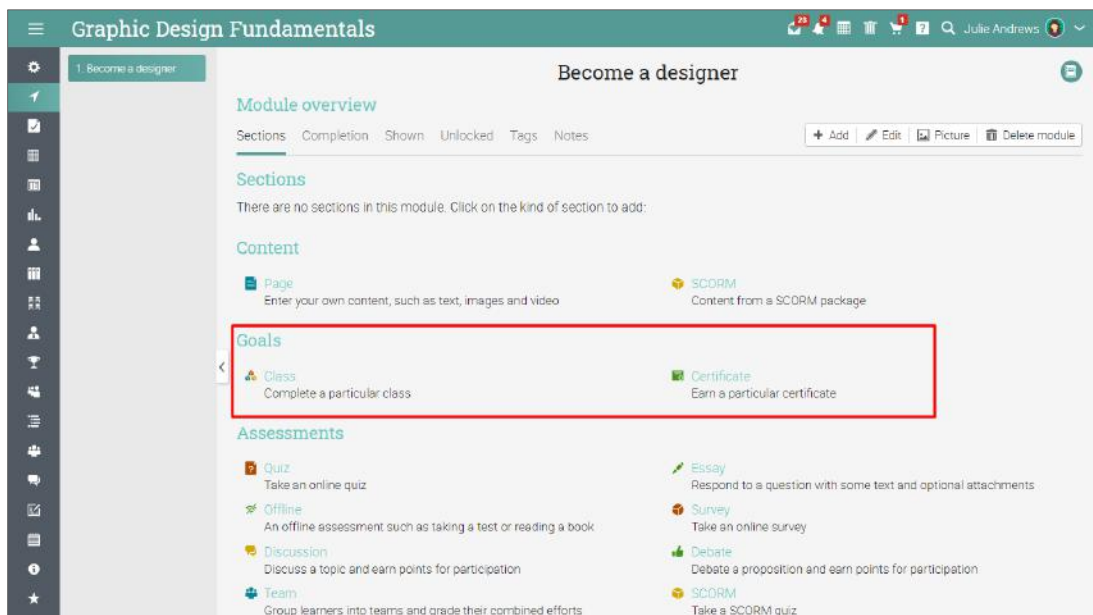 Graphic Design Fundamentals
23
4
1
Julie Andrews
1. Become a designer
Become a designer
Module overview
Sections Completion Shown Unlocked Tags Notes
Add Edit Picture Delete module
Sections
There are no sections in this module. Click on the kind of section to add:
Content
Page SCORM
Enter your own content, such as text, images and video Content from a SCORM package
Goals
Class Certificate
Complete a particular class Earn a particular certificate
Assessments
Quiz Essay
Take an online quiz Respond to a question with some text and optional attachments
Offline Survey
An offline assessment such as taking a test or reading a book Take an online survey
Discussion Debate
Discuss a topic and earn points for participation Debate a proposition and earn points for participation
Team SCORM
Group learners into teams and grade their combined efforts Take a SCORM quiz